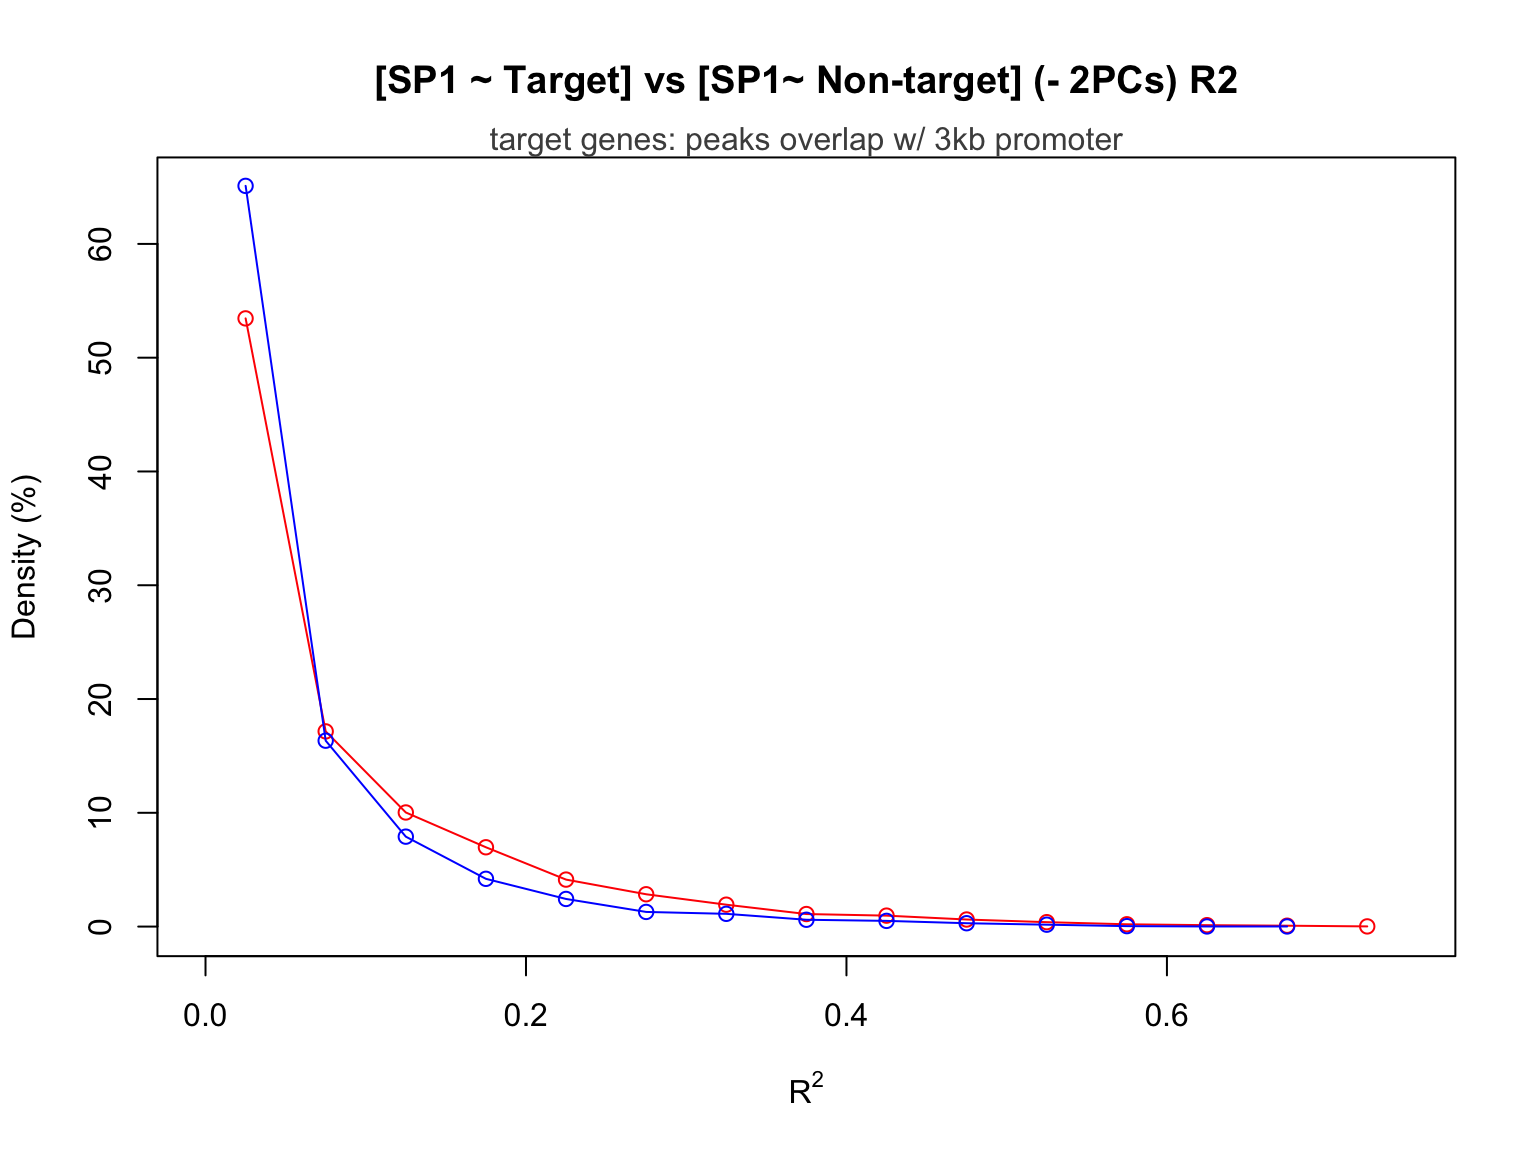 [SP1 ~ Target] vs [SP1~ Non-target] (- 2PCs) R2
target genes: peaks overlap w/ 3kb promoter
Density (%)
60
50
40
30
20
10
0
0.0 0.2 0.4 0.6
R²